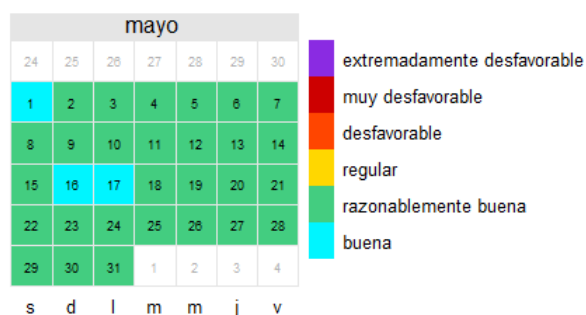 mayo
24 25 26 27 28 29 30
1 2 3 4 5 6 7
8 9 10 11 12 13 14
15 16 17 18 19 20 21
22 23 24 25 26 27 28
29 30 31 1 2 3 4
s d l m m j v
extremadamente desfavorable
muy desfavorable
desfavorable
regular
razonablemente buena
buena